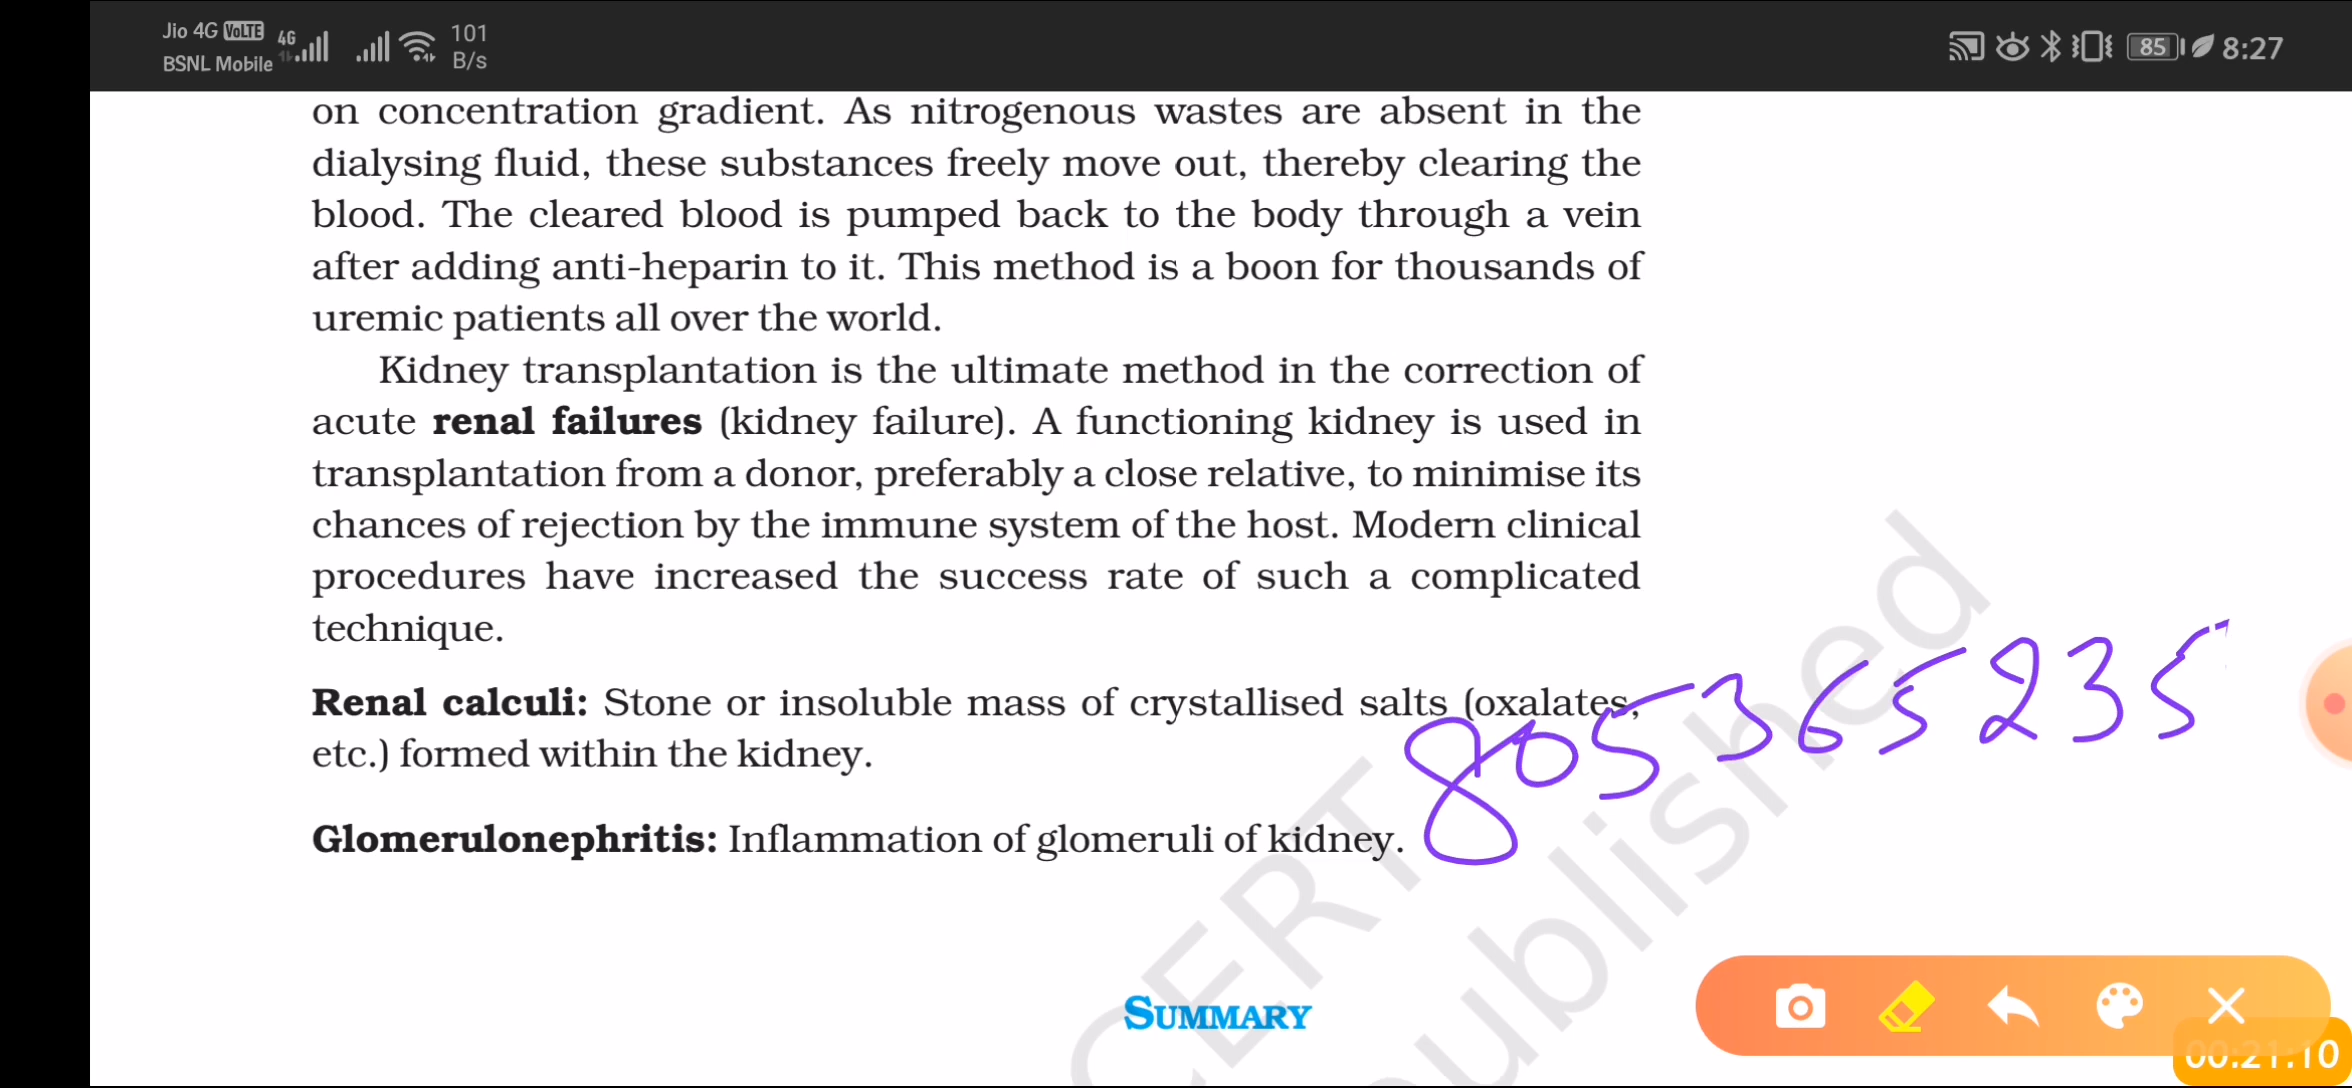 Jio 4G VoLTE 4G 101
BSNL Mobile B/s
85 8:27
on concentration gradient. As nitrogenous wastes are absent in the
dialysing fluid, these substances freely move out, thereby clearing the
blood. The cleared blood is pumped back to the body through a vein
after adding anti-heparin to it. This method is a boon for thousands of
uremic patients all over the world.
Kidney transplantation is the ultimate method in the correction of
acute renal failures (kidney failure). A functioning kidney is used in
transplantation from a donor, preferably a close relative, to minimise its
chances of rejection by the immune system of the host. Modern clinical
procedures have increased the success rate of such a complicated
technique.
Renal calculi: Stone or insoluble mass of crystallised salts (oxalates,
etc.) formed within the kidney.
805365235
Glomerulonephritis: Inflammation of glomeruli of kidney.
SUMMARY
CERT
ublished
00:21:10